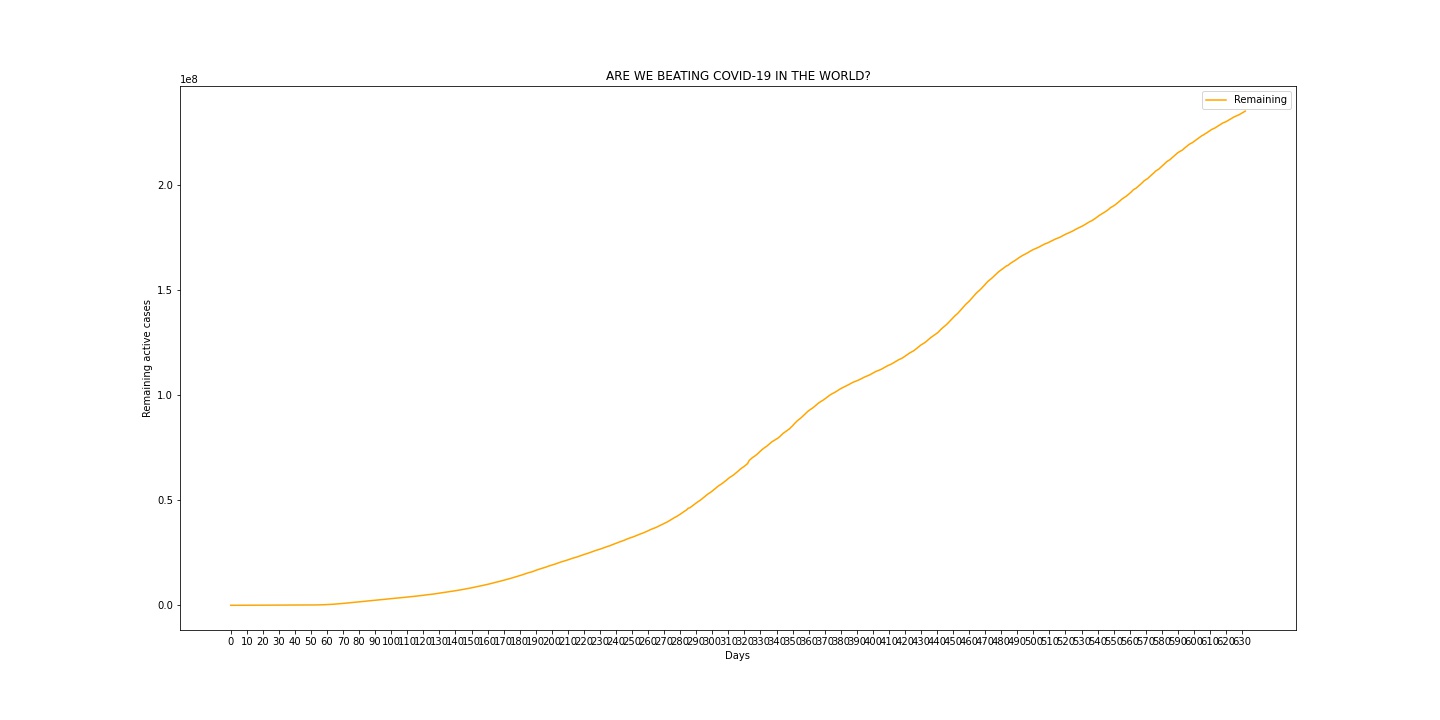 ARE WE BEATING COVID-19 IN THE WORLD?
1e8
Remaining
2.0
1.5
1.0
0.5
0.0
Remaining active cases
0 10 20 30 40 50 60 70 80 90 100 110 120 130 140 150 160 170 180 190 200 210 220 230 240 250 260 270 280 290 300 310 320 330 340 350 360 370 380 390 400 410 420 430 440 450 460 470 480 490 500 510 520 530 540 550 560 570 580 590 600 610 620 630
Days